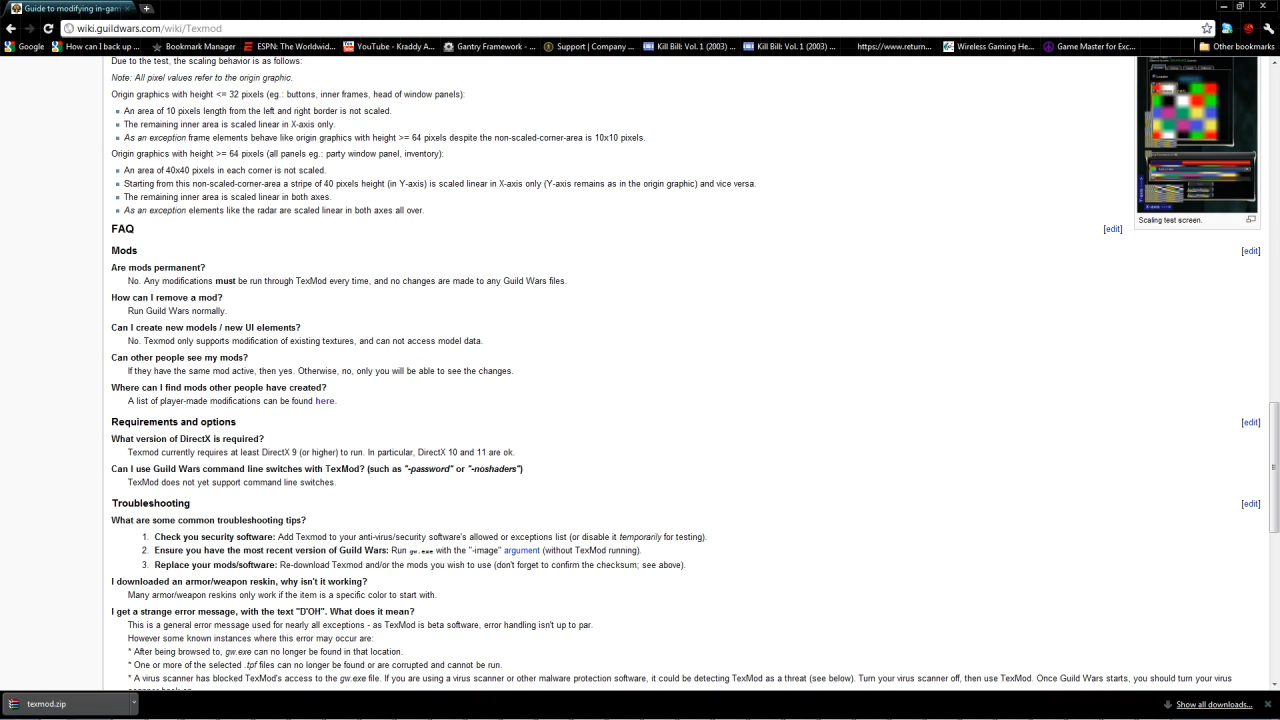 Guide to modifying in-gam
wiki.guildwars.com/wiki/Texmod
Google
How can I back up ...
Bookmark Manager
ESPN: The Worldwid...
YouTube - Kraddy A...
Gantry Framework - ...
Support | Company ...
Kill Bill: Vol. 1 (2003) ...
Kill Bill: Vol. 1 (2003) ...
https://www.return...
Wireless Gaming He...
Game Master for Exc...
Other bookmarks
Due to the test, the scaling behavior is as follows:
Note: All pixel values refer to the origin graphic.
Origin graphics with height <= 32 pixels (eg.: buttons, inner frames, head of window panels):
An area of 10 pixels length from the left and right border is not scaled.
The remaining inner area is scaled linear in X-axis only.
As an exception frame elements behave like origin graphics with height >= 64 pixels despite the non-scaled-corner-area is 10x10 pixels.
Origin graphics with height >= 64 pixels (all panels eg.: party window panel, inventory):
An area of 40x40 pixels in each corner is not scaled.
Starting from this non-scaled-corner-area a stripe of 40 pixels height (in Y-axis) is scaled linear in X-axis only (Y-axis remains as in the origin graphic) and vice versa.
The remaining inner area is scaled linear in both axes.
As an exception elements like the radar are scaled linear in both axes all over.
Scaling test screen.
FAQ
[edit]
Mods
[edit]
Are mods permanent?
No. Any modifications must be run through TexMod every time, and no changes are made to any Guild Wars files.
How can I remove a mod?
Run Guild Wars normally.
Can I create new models / new UI elements?
No. Texmod only supports modification of existing textures, and can not access model data.
Can other people see my mods?
If they have the same mod active, then yes. Otherwise, no, only you will be able to see the changes.
Where can I find mods other people have created?
A list of player-made modifications can be found here.
Requirements and options
[edit]
What version of DirectX is required?
Texmod currently requires at least DirectX 9 (or higher) to run. In particular, DirectX 10 and 11 are ok.
Can I use Guild Wars command line switches with TexMod? (such as "-password" or "-noshaders")
TexMod does not yet support command line switches.
Troubleshooting
[edit]
What are some common troubleshooting tips?
1. Check you security software: Add Texmod to your anti-virus/security software's allowed or exceptions list (or disable it temporarily for testing).
2. Ensure you have the most recent version of Guild Wars: Run gw.exe with the "-image" argument (without TexMod running).
3. Replace your mods/software: Re-download Texmod and/or the mods you wish to use (don't forget to confirm the checksum; see above).
I downloaded an armor/weapon reskin, why isn't it working?
Many armor/weapon reskins only work if the item is a specific color to start with.
I get a strange error message, with the text "D'OH". What does it mean?
This is a general error message used for nearly all exceptions - as TexMod is beta software, error handling isn't up to par.
However some known instances where this error may occur are:
* After being browsed to, gw.exe can no longer be found in that location.
* One or more of the selected .tpf files can no longer be found or are corrupted and cannot be run.
* A virus scanner has blocked TexMod's access to the gw.exe file. If you are using a virus scanner or other malware protection software, it could be detecting TexMod as a threat (see below). Turn your virus scanner off, then use TexMod. Once Guild Wars starts, you should turn your virus
texmod.zip
Show all downloads...